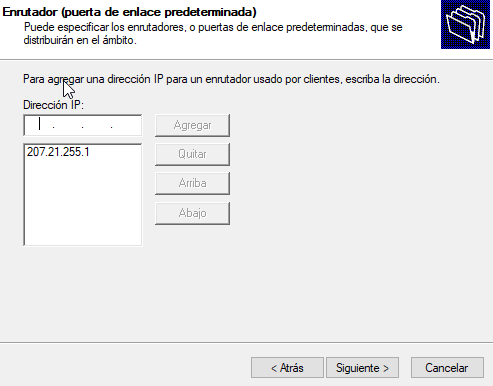 Enrutador (puerta de enlace predeterminada)
Puede especificar los enrutadores, o puertas de enlace predeterminadas, que se
distribuirán en el ámbito.
Para agregar una dirección IP para un enrutador usado por clientes, escriba la dirección.
Dirección IP:
. . .
Agregar
207.21.255.1
Quitar
Arriba
Abajo
< Atrás
Siguiente >
Cancelar